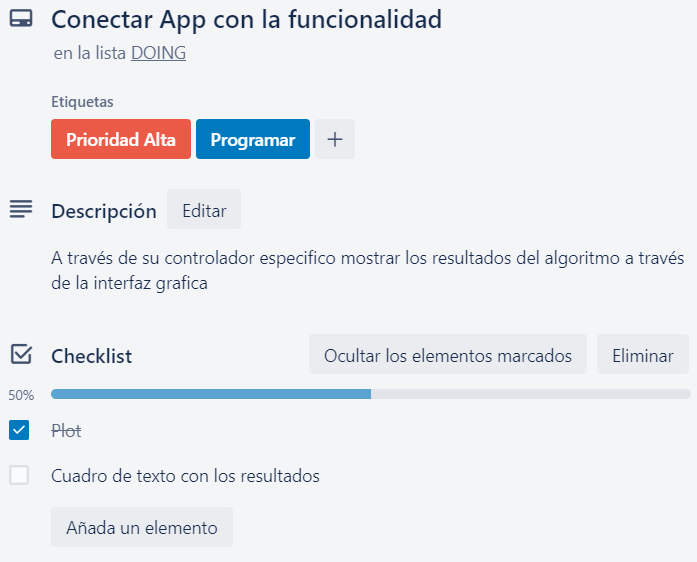 Conectar App con la funcionalidad
en la lista DOING
Etiquetas
Prioridad Alta Programar +
Descripción Editar
A través de su controlador especifico mostrar los resultados del algoritmo a través
de la interfaz grafica
Checklist Ocultar los elementos marcados Eliminar
50%
Plot
Cuadro de texto con los resultados
Añada un elemento